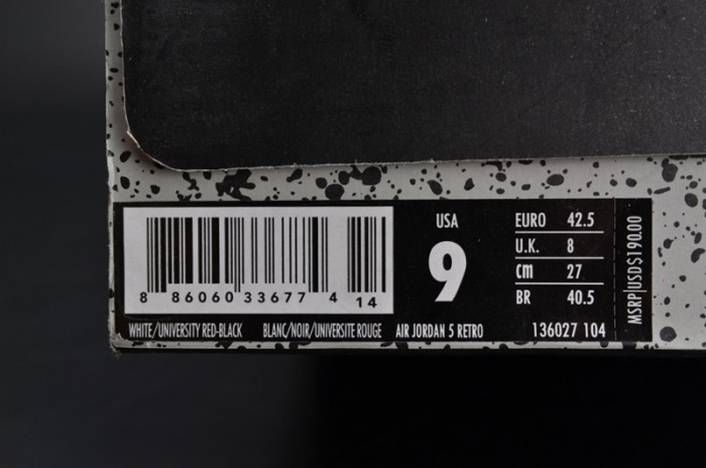 USA
9
EURO 42.5
U.K. 8
cm 27
BR 40.5
MSRP|USD$190.00
8 86060 33677 4 14
WHITE/UNIVERSITY RED-BLACK BLANC/NOIR/UNIVERSITE ROUGE AIR JORDAN 5 RETRO 136027 104